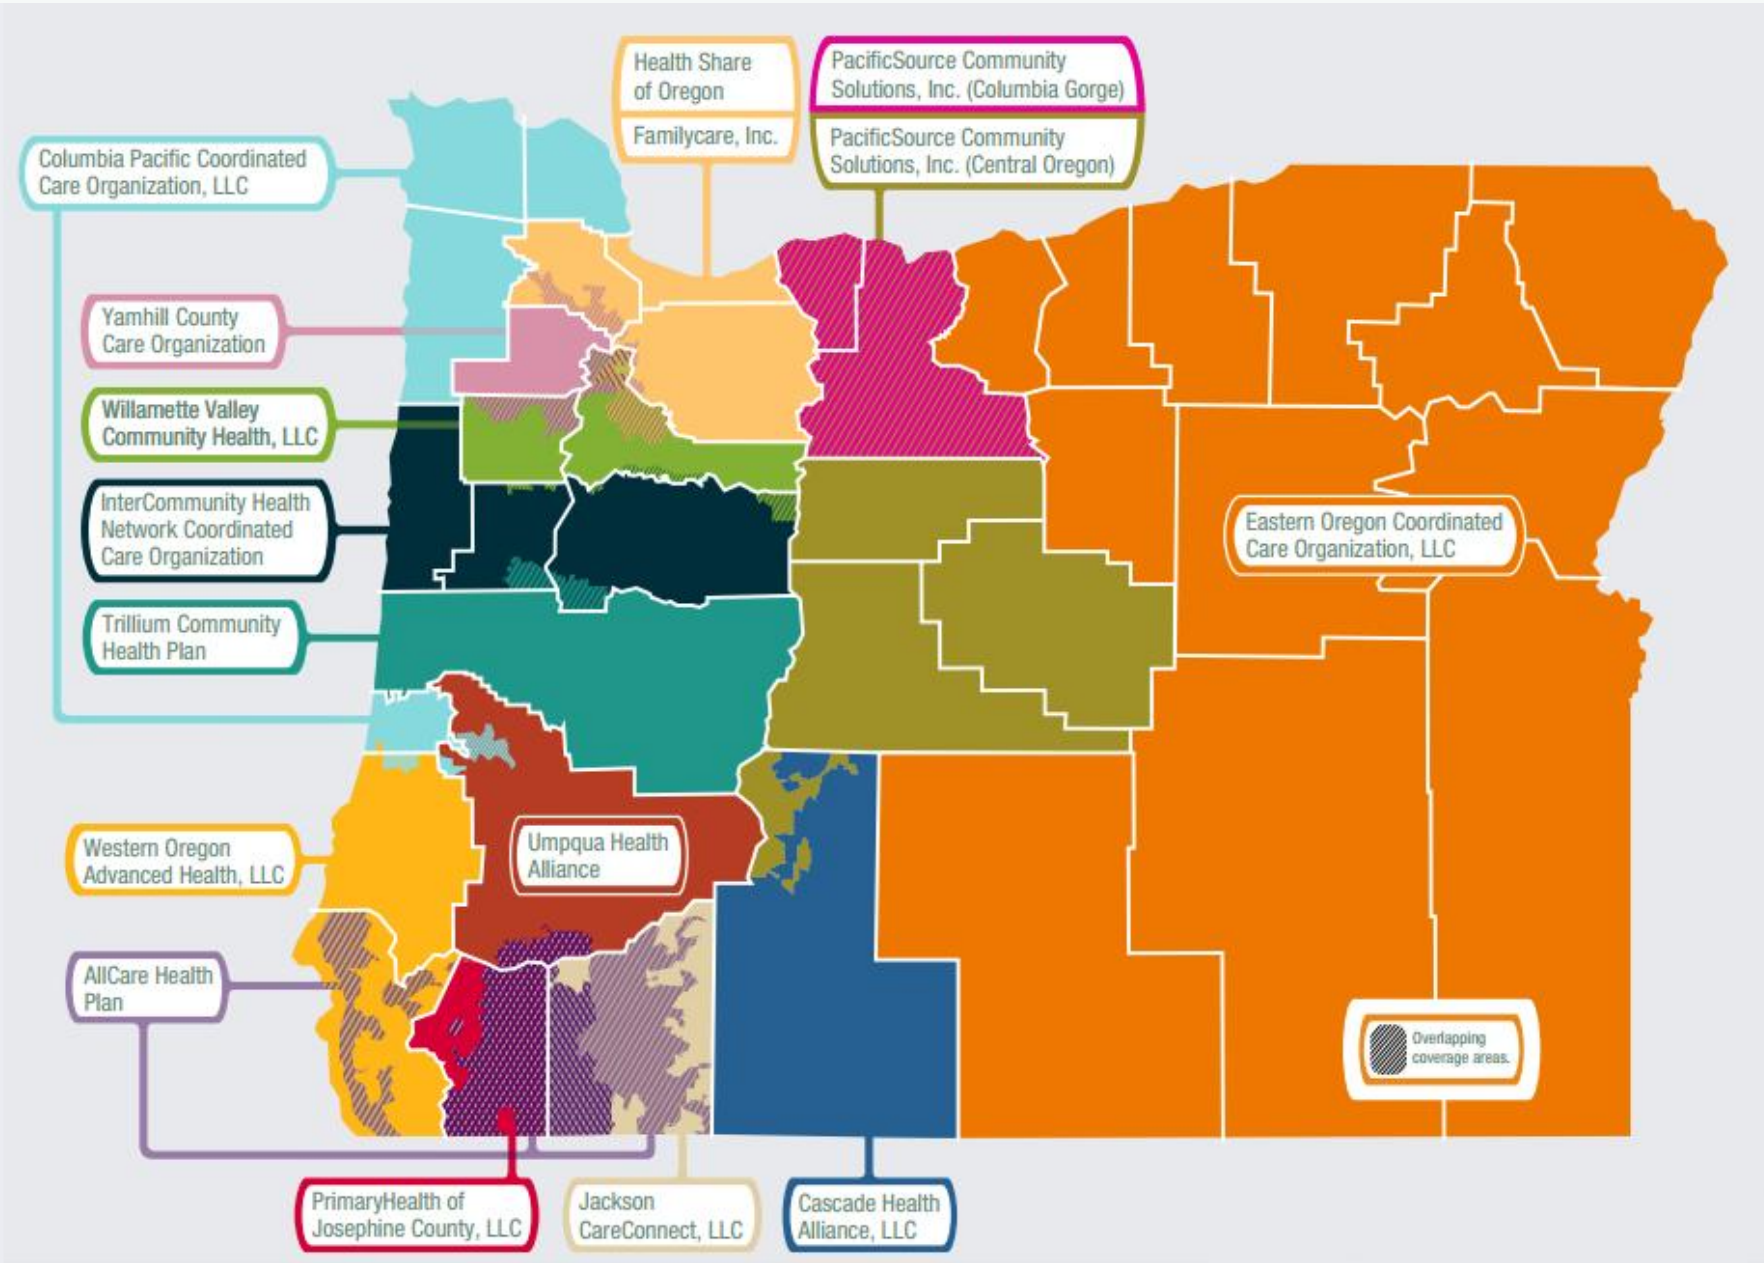 Health Share
of Oregon
Familycare, Inc.
PacificSource Community
Solutions, Inc. (Columbia Gorge)
PacificSource Community
Solutions, Inc. (Central Oregon)
Columbia Pacific Coordinated
Care Organization, LLC
Yamhill County
Care Organization
Willamette Valley
Community Health, LLC
InterCommunity Health
Network Coordinated
Care Organization
Eastern Oregon Coordinated
Care Organization, LLC
Trillium Community
Health Plan
Western Oregon
Advanced Health, LLC
Umpqua Health
Alliance
AllCare Health
Plan
Overlapping
coverage areas.
PrimaryHealth of
Josephine County, LLC
Jackson
CareConnect, LLC
Cascade Health
Alliance, LLC